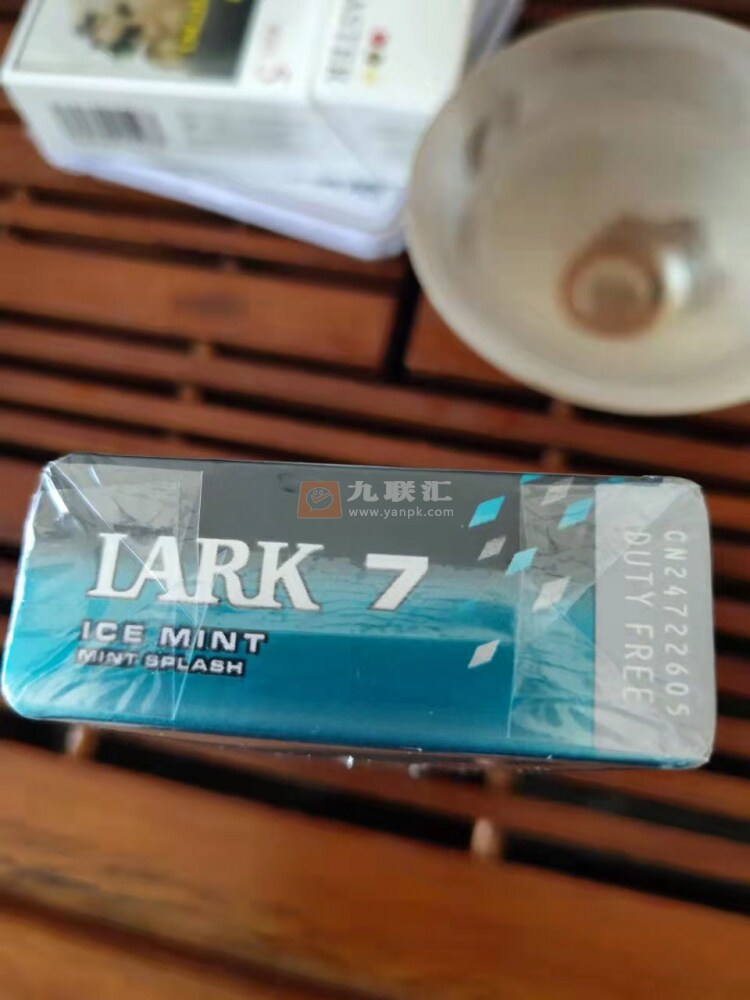 九联汇
www.yanpk.com
LARK 7
ICE MINT
MINT SPLASH
CN24722605
DUTY FREE